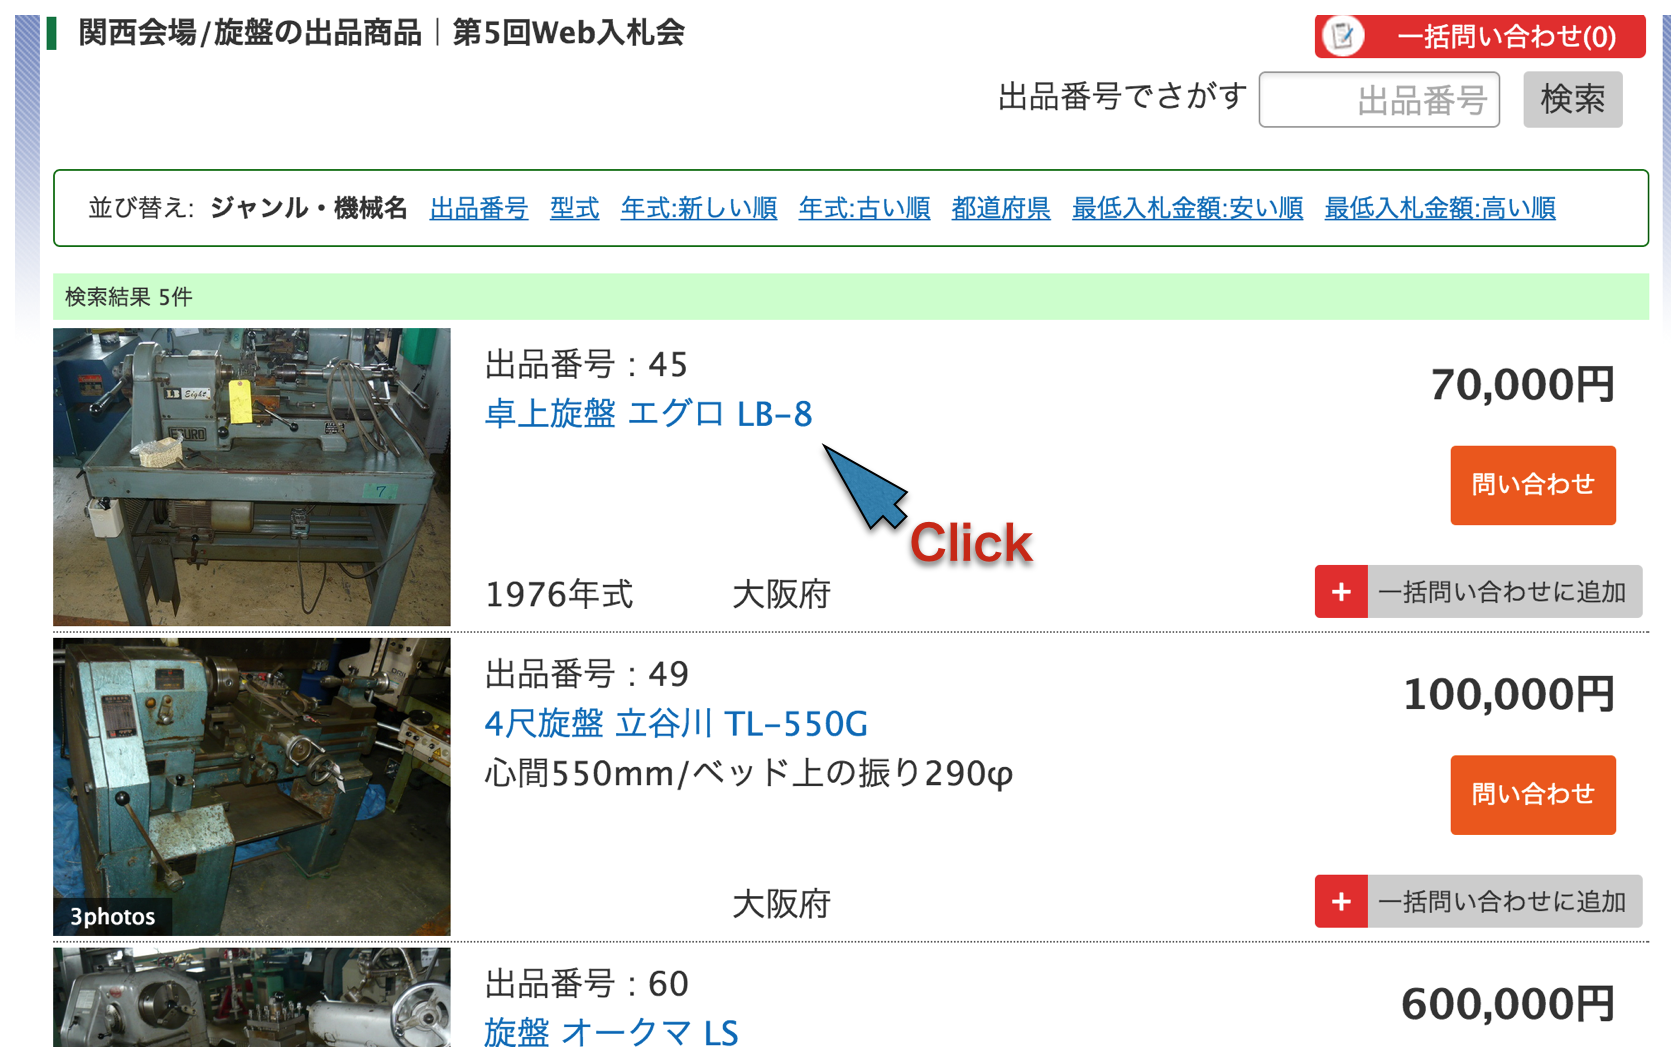 関西会場/旋盤の出品商品｜第5回Web入札会
一括問い合わせ(0)
出品番号でさがす 出品番号 検索
並び替え: ジャンル・機械名 出品番号 型式 年式:新しい順 年式:古い順 都道府県 最低入札金額:安い順 最低入札金額:高い順
検索結果 5件
LB Eight
7
出品番号 : 45
卓上旋盤 エグロ LB-8
70,000円
問い合わせ
Click
1976年式 大阪府
+ 一括問い合わせに追加
3photos
出品番号 : 49
4尺旋盤 立谷川 TL-550G
心間550mm/ベッド上の振り290φ
100,000円
問い合わせ
大阪府
+ 一括問い合わせに追加
出品番号 : 60
旋盤 オークマ LS
600,000円